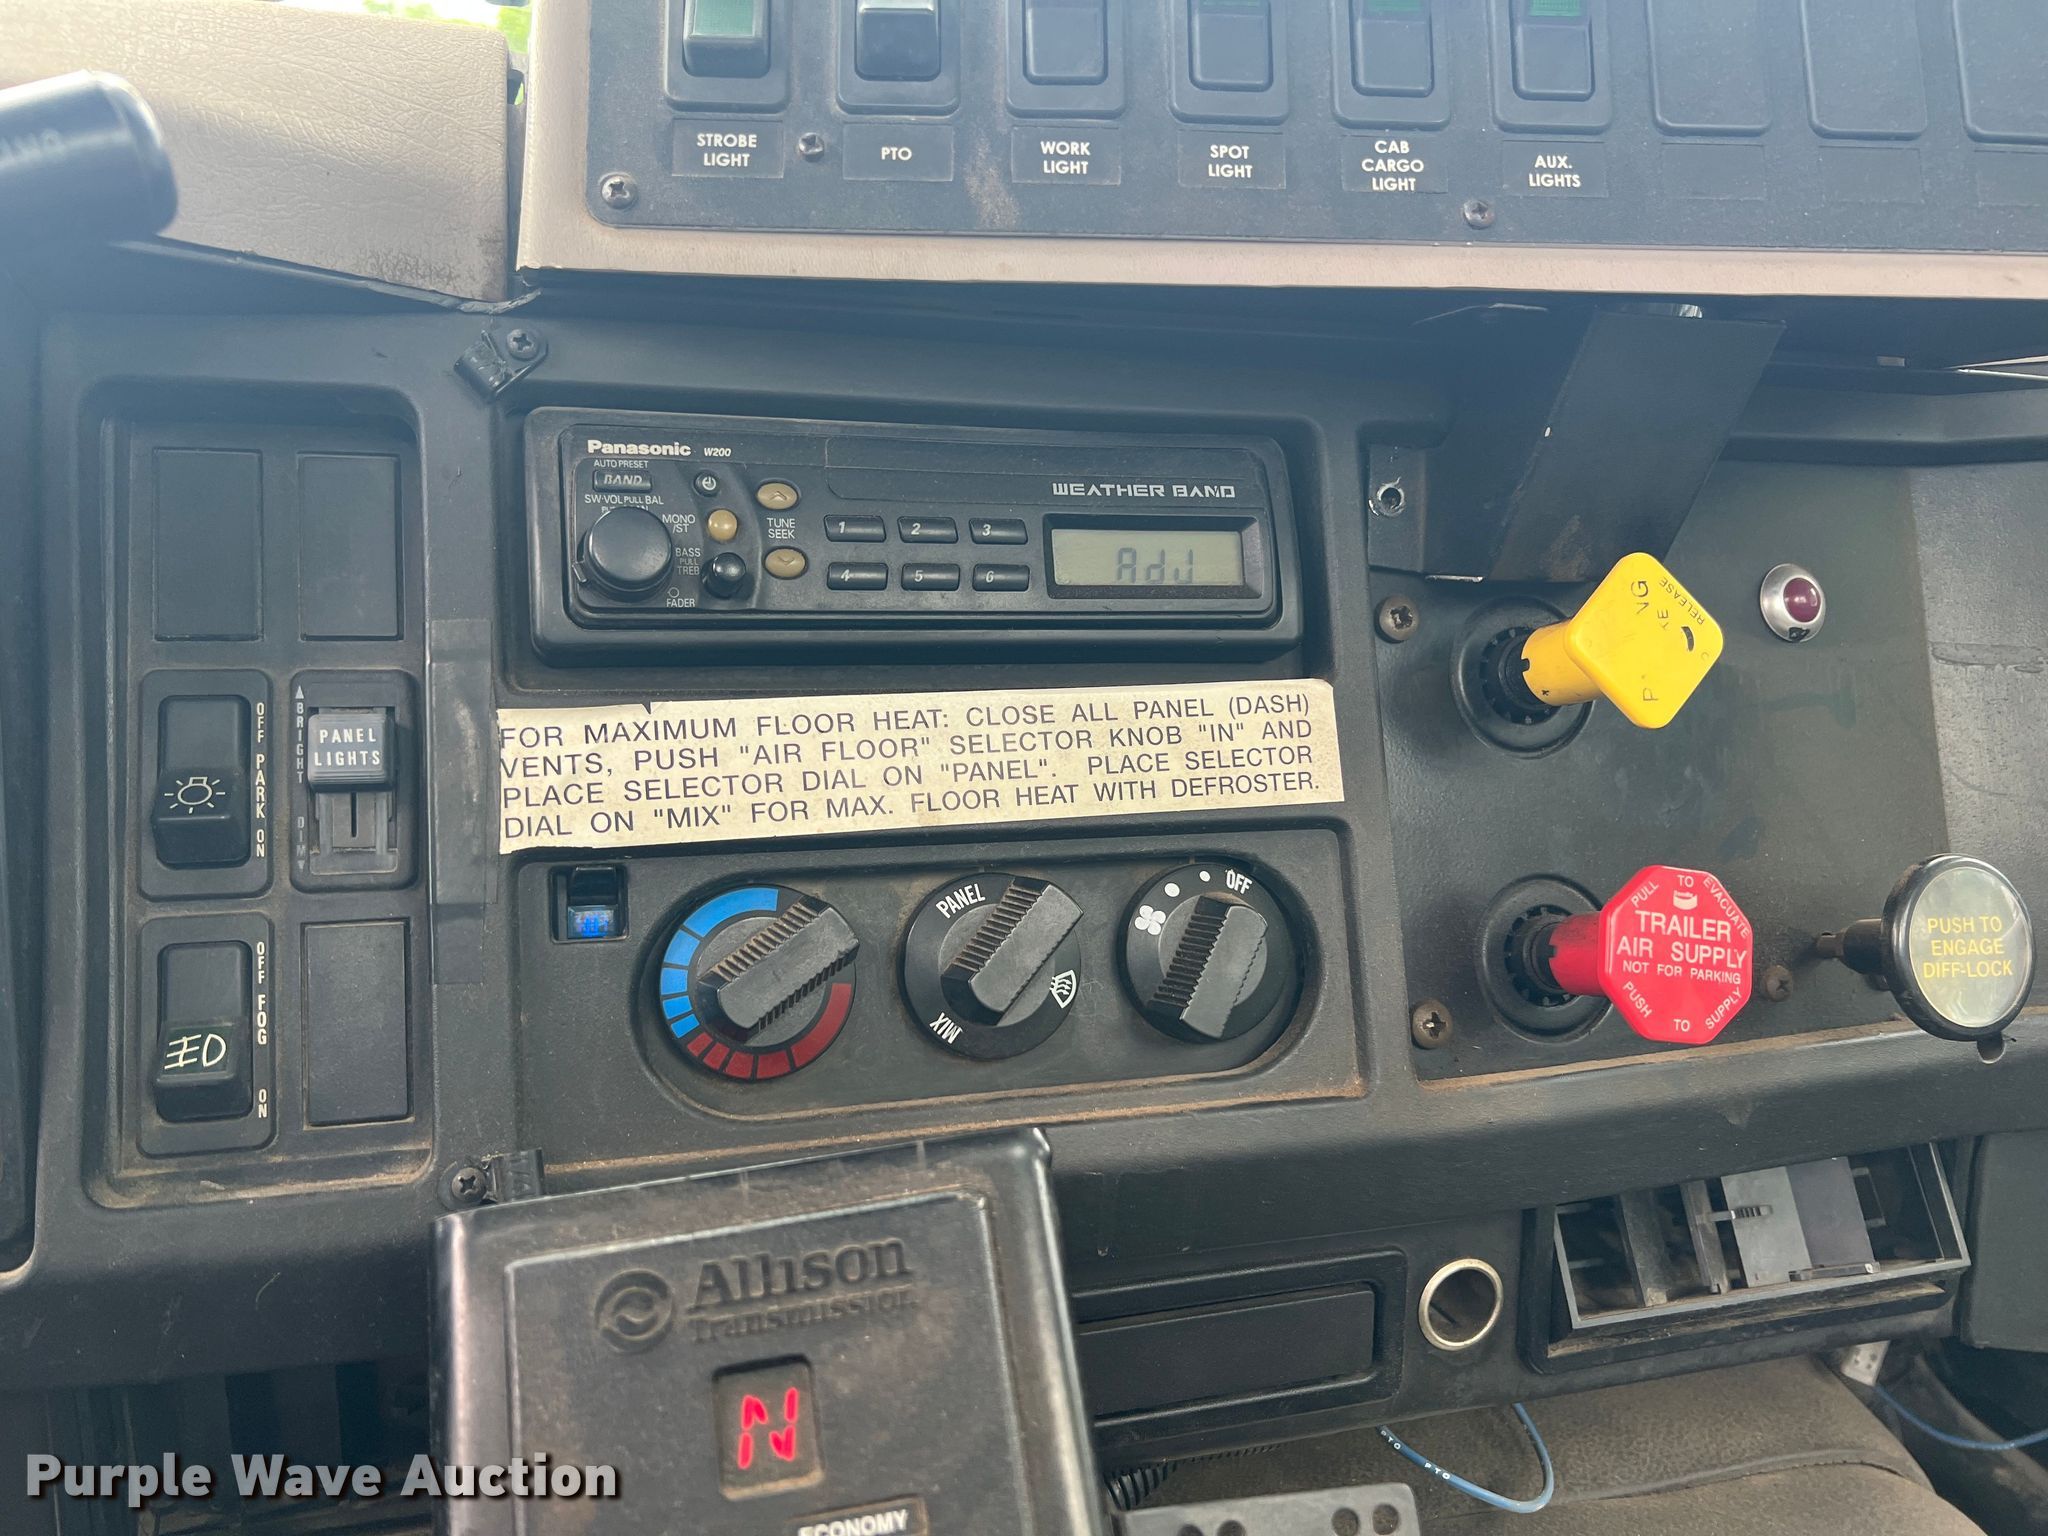 STROBE
LIGHT
PTO
WORK
LIGHT
SPOT
LIGHT
CAB
CARGO
LIGHT
AUX.
LIGHTS
Panasonic W200
AUTO PRESET
BAND
SW·VOL PULL BAL
MONO
/ST
BASS
PULL
TREB
FADER
TUNE
SEEK
1 2 3
4 5 6
WEATHER BAND
AdJ
RELEASE
OFF PARK ON
BRIGHT
DIM
PANEL
LIGHTS
OFF FOG ON
FOR MAXIMUM FLOOR HEAT: CLOSE ALL PANEL (DASH)
VENTS, PUSH "AIR FLOOR" SELECTOR KNOB "IN" AND
PLACE SELECTOR DIAL ON "PANEL". PLACE SELECTOR
DIAL ON "MIX" FOR MAX. FLOOR HEAT WITH DEFROSTER.
PANEL
MIX
OFF
PULL TO EVACUATE
TRAILER
AIR SUPPLY
NOT FOR PARKING
PUSH TO SUPPLY
PUSH TO
ENGAGE
DIFF-LOCK
Allison
Transmission
N
ECONOMY
PTO
PTO
Purple Wave Auction